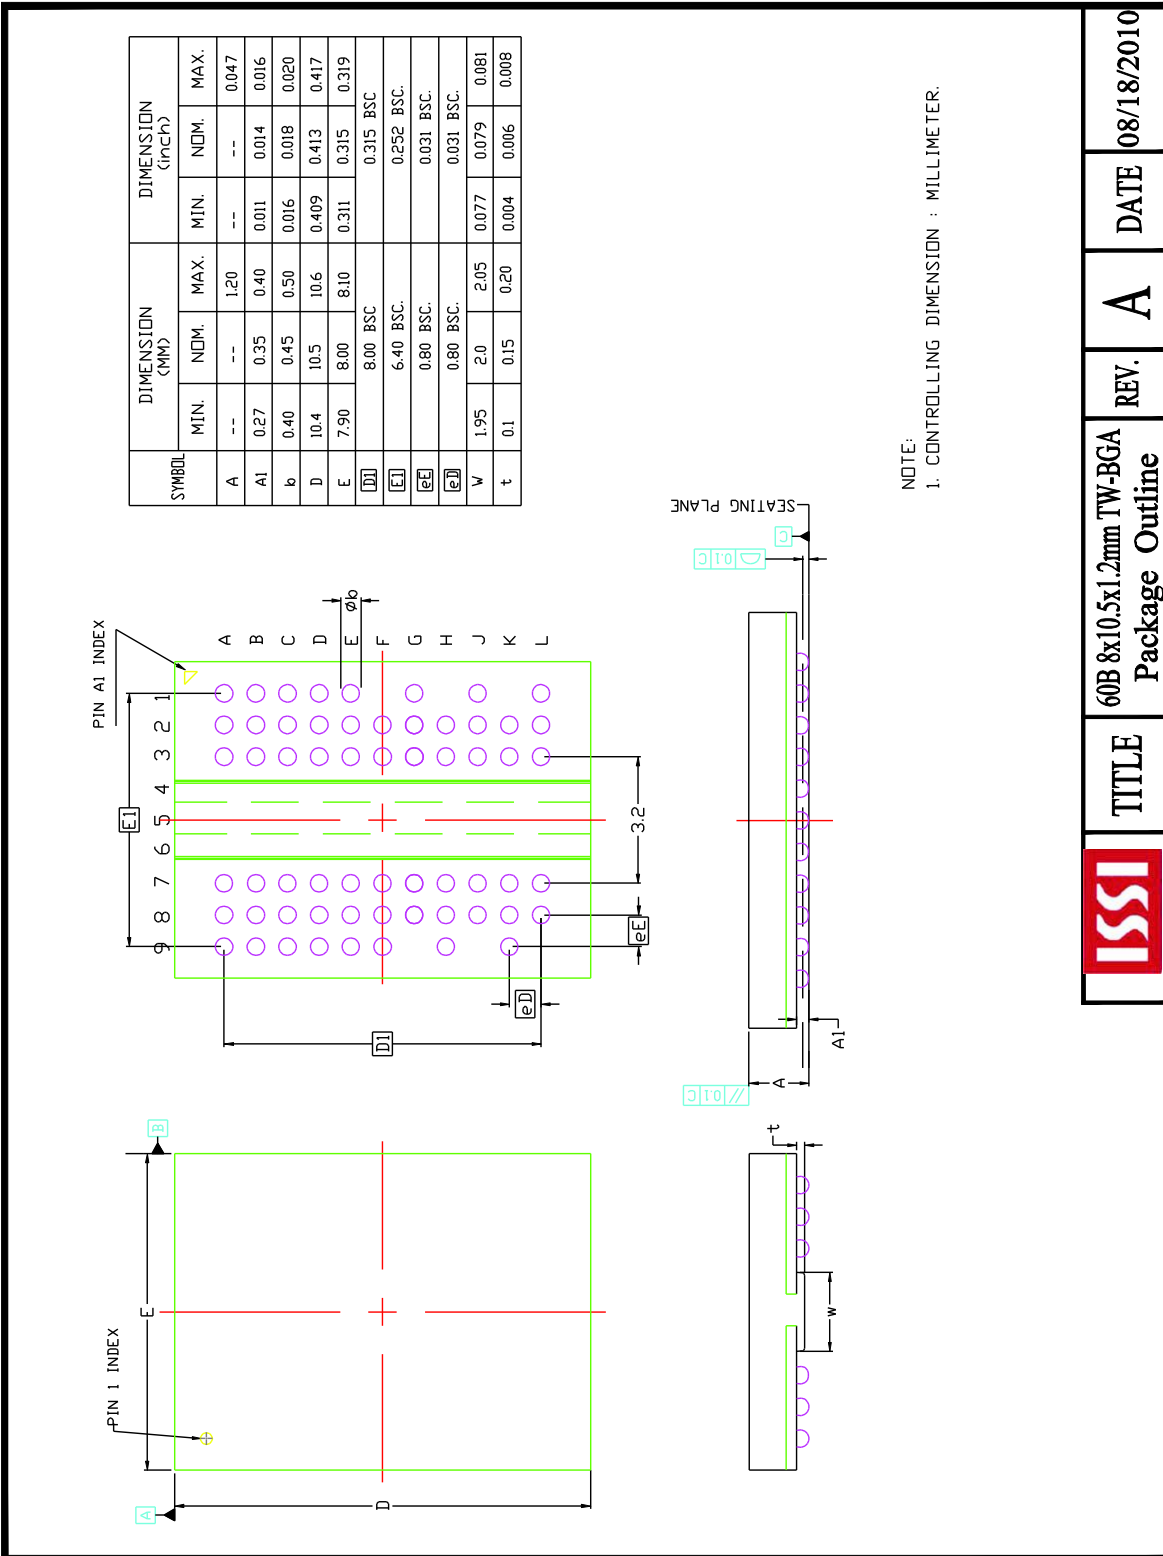 DIMENSION (MM) DIMENSION (inch)
SYMBOL MIN. NOM. MAX. MIN. NOM. MAX.
A -- -- 1.20 -- -- 0.047
A1 0.27 0.35 0.40 0.011 0.014 0.016
b 0.40 0.45 0.50 0.016 0.018 0.020
D 10.4 10.5 10.6 0.409 0.413 0.417
E 7.90 8.00 8.10 0.311 0.315 0.319
D1 8.00 BSC 0.315 BSC
E1 6.40 BSC. 0.252 BSC.
eE 0.80 BSC. 0.031 BSC.
eD 0.80 BSC. 0.031 BSC.
W 1.95 2.0 2.05 0.077 0.079 0.081
t 0.1 0.15 0.20 0.004 0.006 0.008
PIN 1 INDEX
E
D
A
B
PIN A1 INDEX
E1
9 8 7 6 5 4 3 2 1
A
B
C
D
E
F
G
H
J
K
L
øb
D1
eD
eE
3.2
t
w
// 0.1 C
A
A1
0.1 C
C
SEATING PLANE
NOTE:
1. CONTROLLING DIMENSION : MILLIMETER.
ISSI
TITLE
60B 8x10.5x1.2mm TW-BGA
Package Outline
REV.
A
DATE
08/18/2010